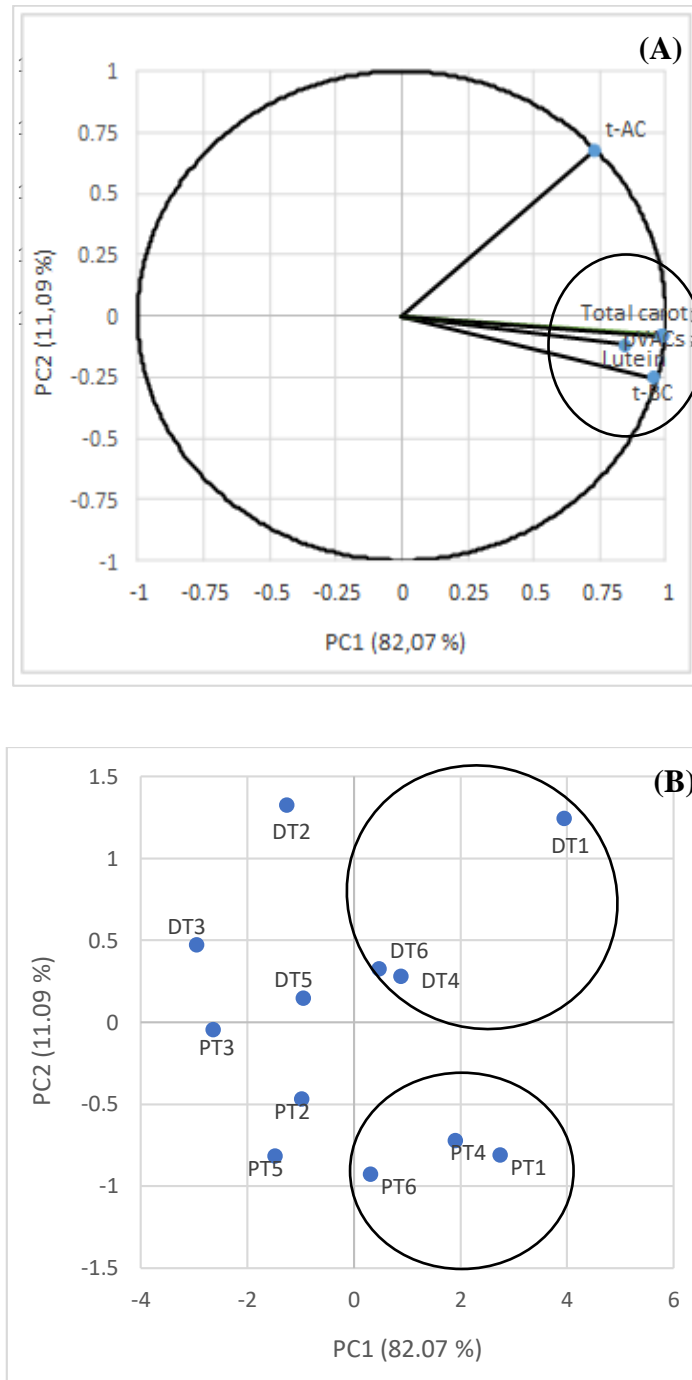 (A)
1
t-AC
0.75
0.5
0.25
Total carot
0
pVACs
Lutein
-0.25
t-BC
-0.5
-0.75
-1
PC2 (11,09 %)
-1 -0.75 -0.5 -0.25 0 0.25 0.5 0.75 1
PC1 (82,07 %)
(B)
1.5
DT2
DT1
1
0.5
DT3
DT6
DT4
DT5
0
PT3
PT2
-0.5
PT4
PT5
PT1
PT6
-1
-1.5
PC2 (11.09 %)
-4 -2 0 2 4 6
PC1 (82.07 %)